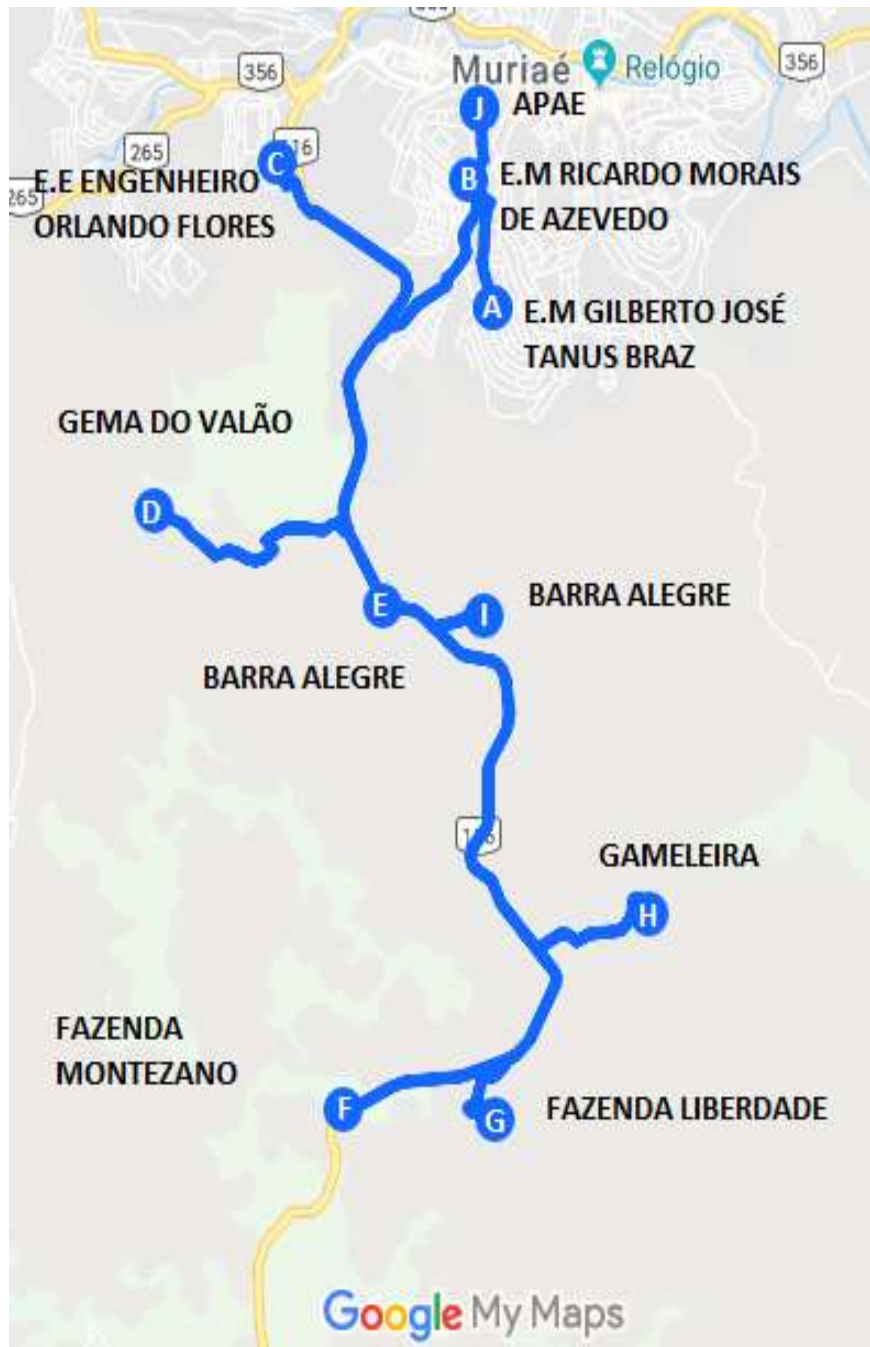 356
Muriaé
Relógio
356
J
APAE
265
C
116
B
E.M RICARDO MORAIS
DE AZEVEDO
265
E.E ENGENHEIRO
ORLANDO FLORES
A
E.M GILBERTO JOSÉ
TANUS BRAZ
GEMA DO VALÃO
D
E
I
BARRA ALEGRE
BARRA ALEGRE
GAMELEIRA
H
FAZENDA
MONTEZANO
F
G
FAZENDA LIBERDADE
Google My Maps